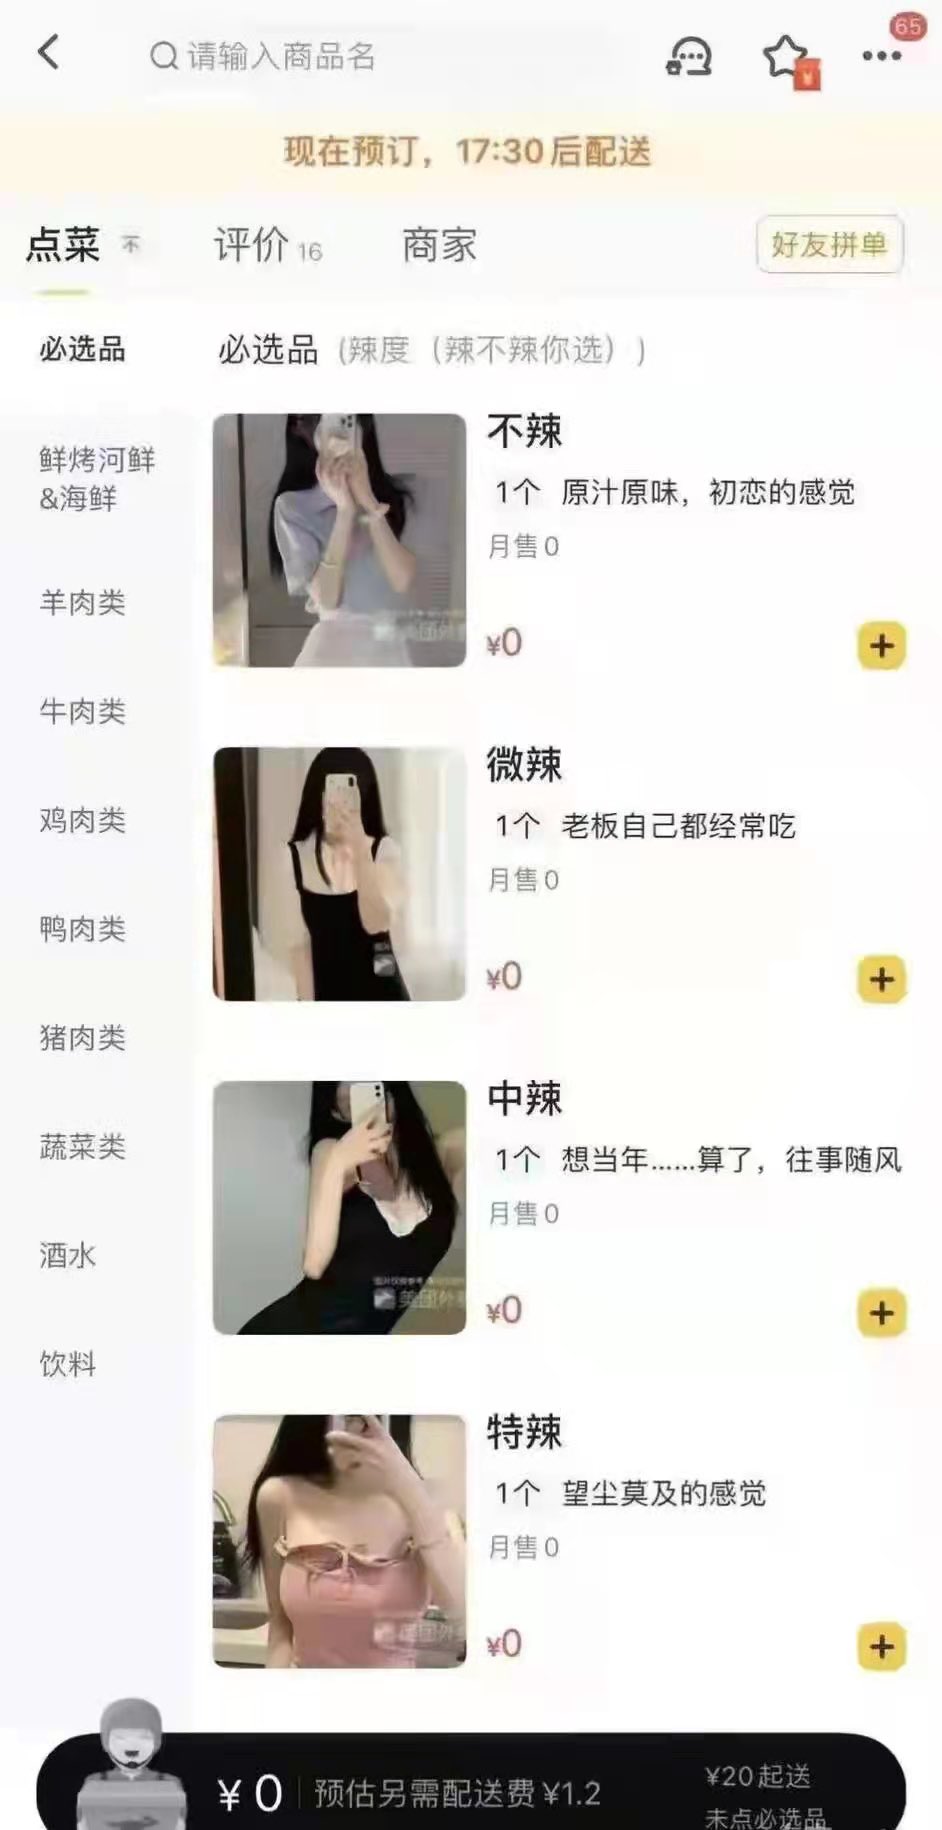 请输入商品名
65
现在预订，17:30后配送
点菜
评价 16
商家
好友拼单
必选品
鲜烤河鲜
&海鲜
羊肉类
牛肉类
鸡肉类
鸭肉类
猪肉类
蔬菜类
酒水
饮料
必选品（辣度（辣不辣你选））
不辣
1个 原汁原味，初恋的感觉
月售0
¥0
微辣
1个 老板自己都经常吃
月售0
¥0
中辣
1个 想当年……算了，往事随风
月售0
美团外
¥0
特辣
1个 望尘莫及的感觉
月售0
¥0
¥0 预估另需配送费¥1.2
¥20起送
未点必选品